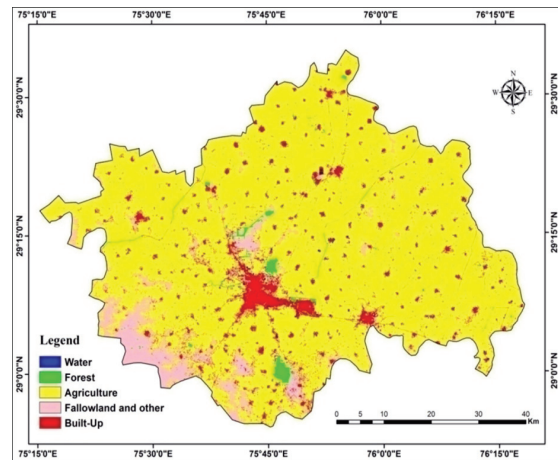 75°15'0"E 75°30'0"E 75°45'0"E 76°0'0"E 76°15'0"E
N
W E
S
29°30'0"N 29°30'0"N
29°15'0"N 29°15'0"N
29°0'0"N 29°0'0"N
Legend
Water
Forest
Agriculture
Fallowland and other
Built-Up
0 5 10 20 30 40
Km
75°15'0"E 75°30'0"E 75°45'0"E 76°0'0"E 76°15'0"E